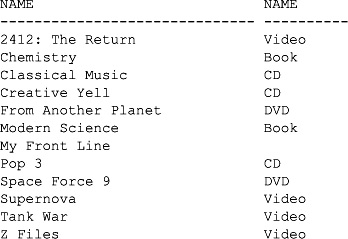 NAME                           NAME
------------------------------ ----------
2412: The Return               Video
Chemistry                      Book
Classical Music                CD
Creative Yell                  CD
From Another Planet            DVD
Modern Science                 Book
My Front Line
Pop 3                          CD
Space Force 9                  DVD
Supernova                      Video
Tank War                       Video
Z Files                        Video